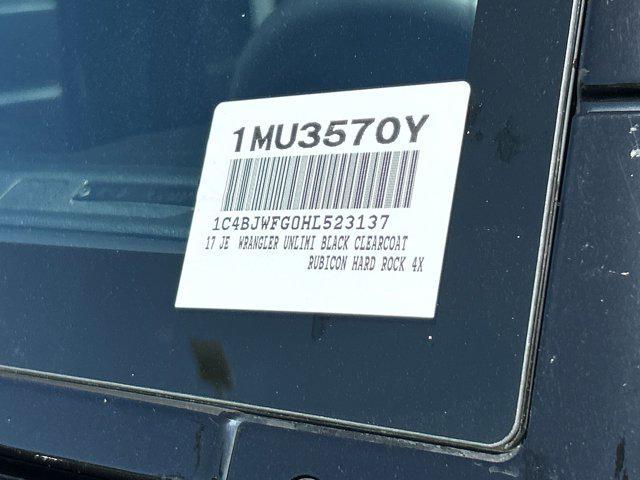 1MU3570Y
1C4BJWFG0HL523137
17 JE WRANGLER UNLIMI BLACK CLEARCOAT
RUBICON HARD ROCK 4X